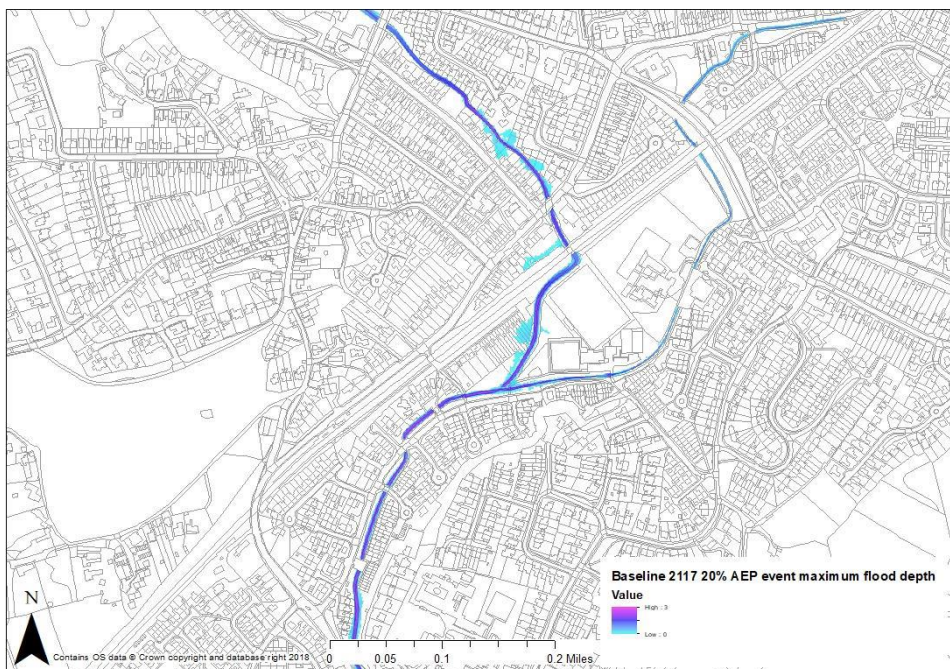 Baseline 2117 20% AEP event maximum flood depth
Value
High : 3
Low : 0
N
Contains OS data © Crown copyright and database right 2018
0 0.05 0.1 0.2 Miles